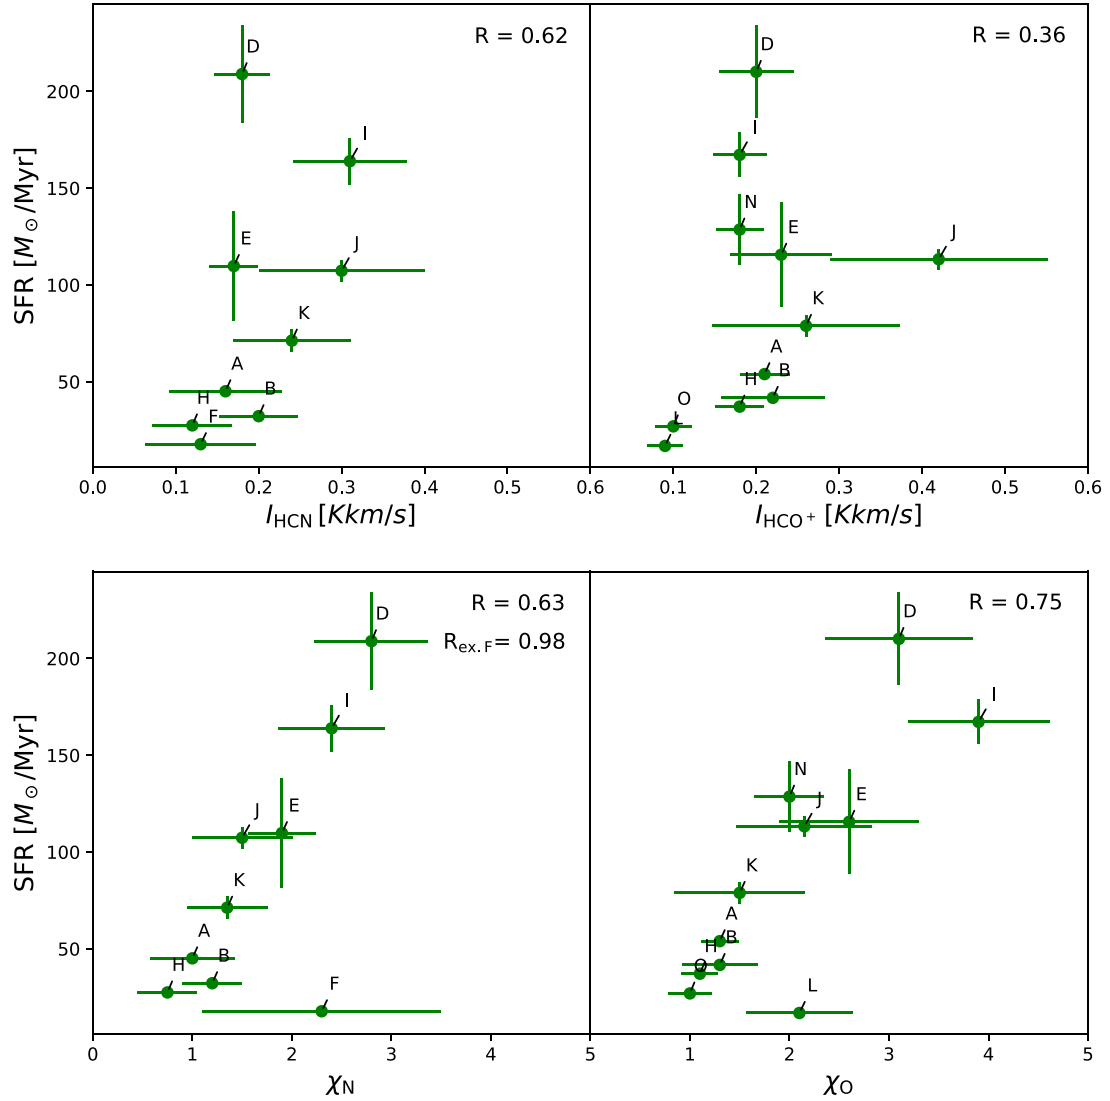 R = 0.62
R = 0.36
D
D
I
I
N
E
E
J
J
K
K
A
A
B
B
H
H
F
O
L
200
150
100
50
SFR [M⊙/Myr]
0.0 0.1 0.2 0.3 0.4 0.5 0.6 0.1 0.2 0.3 0.4 0.5 0.6
I_HCN [Kkm/s]
I_HCO+ [Kkm/s]
R = 0.63
R_ex.F = 0.98
R = 0.75
D
D
I
I
N
J
J
E
E
K
K
A
A
B
B
H
H
O
F
L
200
150
100
50
SFR [M⊙/Myr]
0 1 2 3 4 5 1 2 3 4 5
χ_N
χ_O